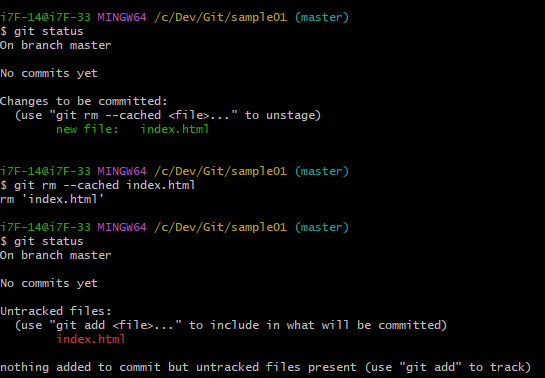 i7F-14@i7F-33 MINGW64 /c/Dev/Git/sample01 (master)
$ git status
On branch master
No commits yet
Changes to be committed:
  (use "git rm --cached <file>..." to unstage)
        new file:   index.html
i7F-14@i7F-33 MINGW64 /c/Dev/Git/sample01 (master)
$ git rm --cached index.html
rm 'index.html'
i7F-14@i7F-33 MINGW64 /c/Dev/Git/sample01 (master)
$ git status
On branch master
No commits yet
Untracked files:
  (use "git add <file>..." to include in what will be committed)
        index.html
nothing added to commit but untracked files present (use "git add" to track)